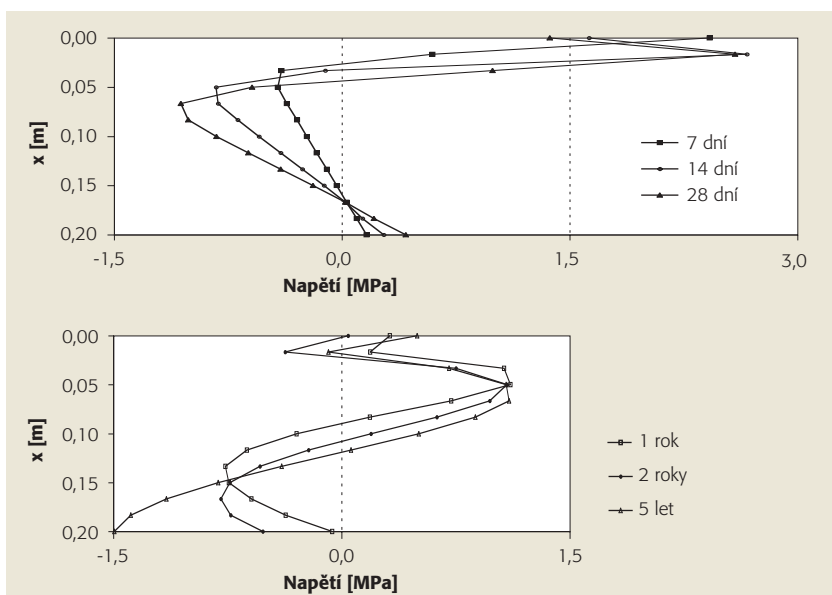 0,00
0,05
0,10
0,15
0,20
x [m]
-1,5 0,0 1,5 3,0
Napětí [MPa]
7 dní
14 dní
28 dní
0,00
0,05
0,10
0,15
0,20
x [m]
-1,5 0,0 1,5
Napětí [MPa]
1 rok
2 roky
5 let